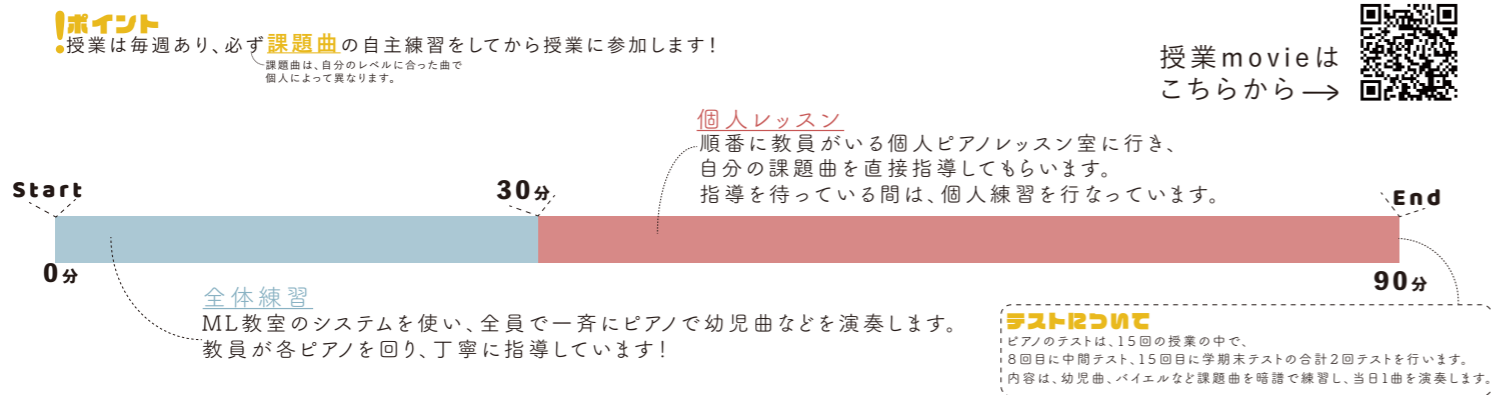 !ポイント
授業は毎週あり、必ず課題曲の自主練習をしてから授業に参加します!
課題曲は、自分のレベルに合った曲で
個人によって異なります。
授業movieは
こちらから→
個人レッスン
順番に教員がいる個人ピアノレッスン室に行き、
自分の課題曲を直接指導してもらいます。
指導を待っている間は、個人練習を行なっています。
Start
30分
End
0分
90分
全体練習
ML教室のシステムを使い、全員で一斉にピアノで幼児曲などを演奏します。
教員が各ピアノを回り、丁寧に指導しています!
テストについて
ピアノのテストは、15回の授業の中で、
8回目に中間テスト、15回目に学期末テストの合計2回テストを行います。
内容は、幼児曲、バイエルなど課題曲を暗譜で練習し、当日1曲を演奏します。